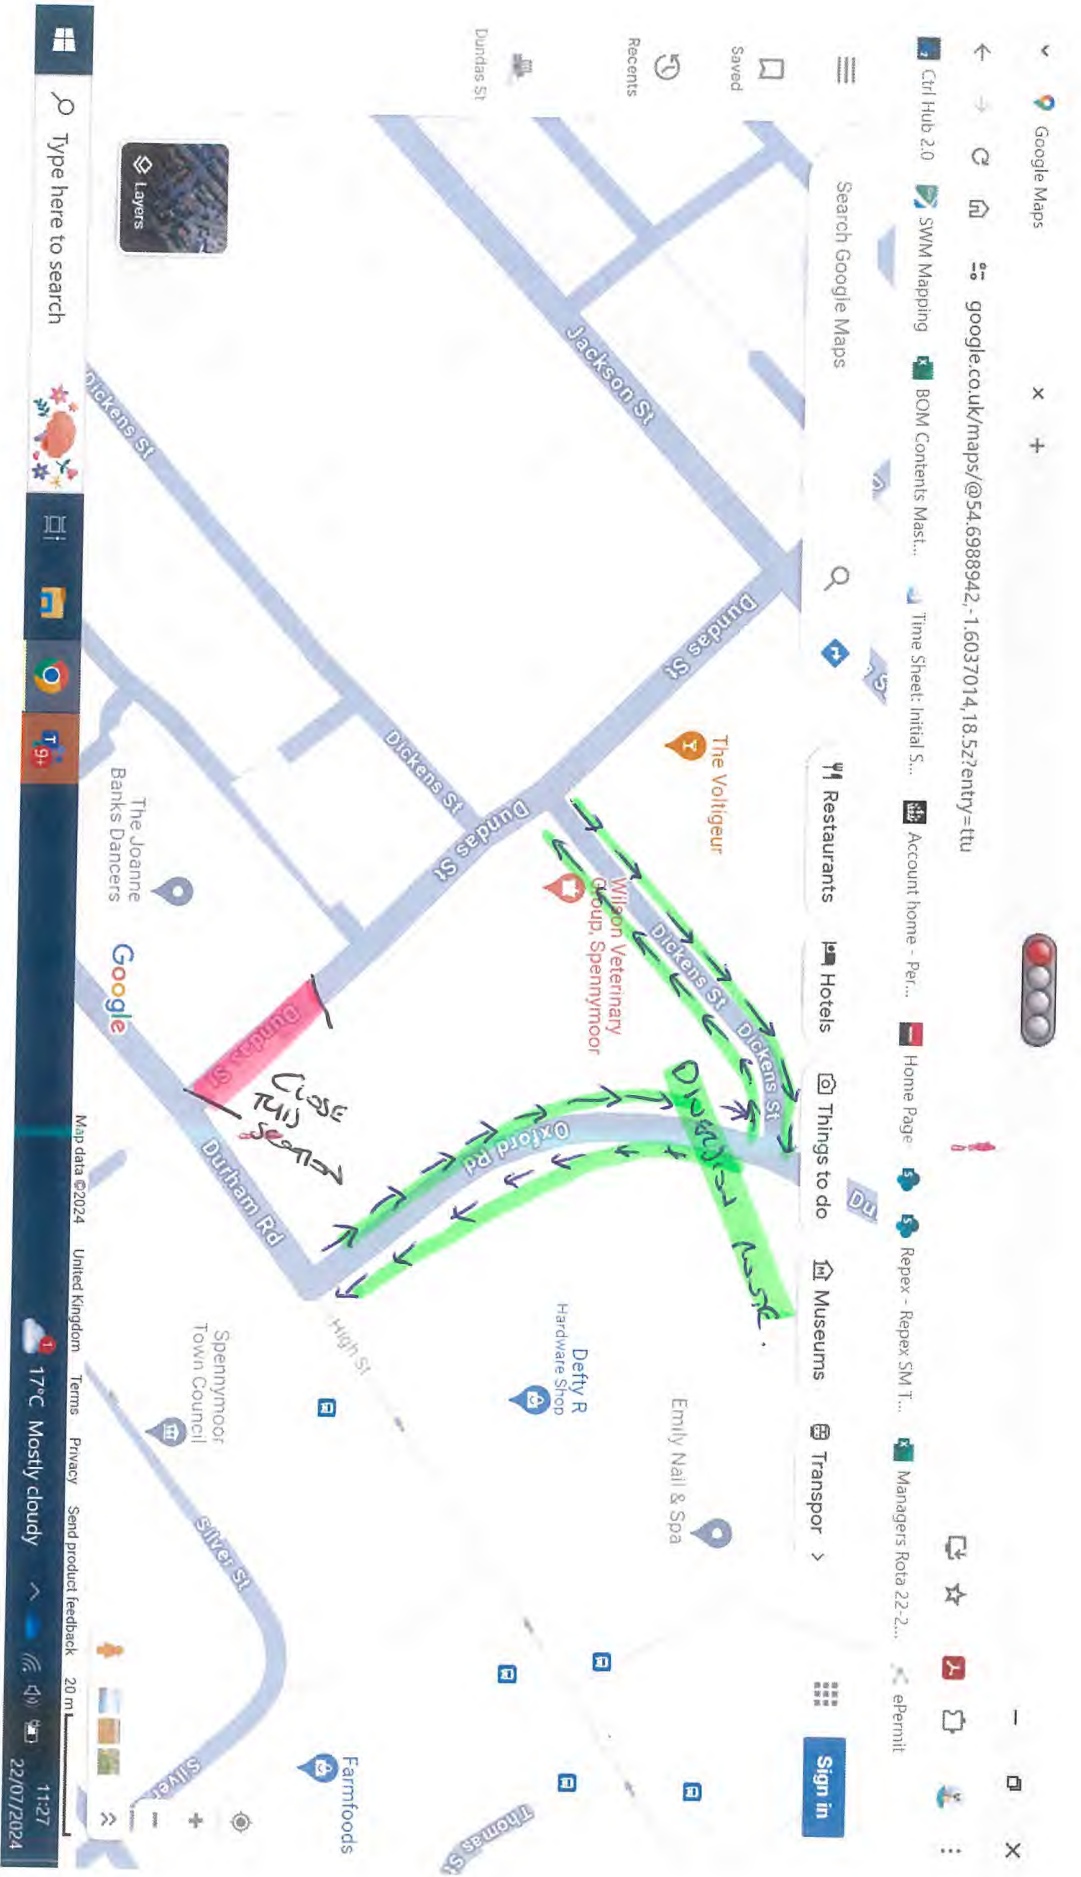 Google Maps
google.co.uk/maps/@54.6988942,-1.6037014,18.5z?entry=ttu
Ctrl Hub 2.0
SWM Mapping
BOM Contents Mast...
Time Sheet: Initial S...
Account home - Per...
Home Page
Repex - Repex SM T...
Managers Rota 22-2...
ePermit
Search Google Maps
Restaurants
Hotels
Things to do
Museums
Transpor
Sign in
Saved
Recents
Dundas St
Du
Jackson St
Dundas St
The Voltigeur
Wilson Veterinary
Group, Spennymoor
Dickens St
Dickens St
DIVERSION ROUTE.
Emily Nail & Spa
Defty R
Hardware Shop
Oxford Rd
Dundas St
Dickens St
Dickens St
High St
Dundas St
CLOSE
THIS
SECTION
Durham Rd
Spennymoor
Town Council
Silver St
Silver
Thomas St
Farmfoods
The Joanne
Banks Dancers
Layers
Google
Map data ©2024
United Kingdom
Terms
Privacy
Send product feedback
20 m
Type here to search
9+
1
17°C Mostly cloudy
11:27
22/07/2024